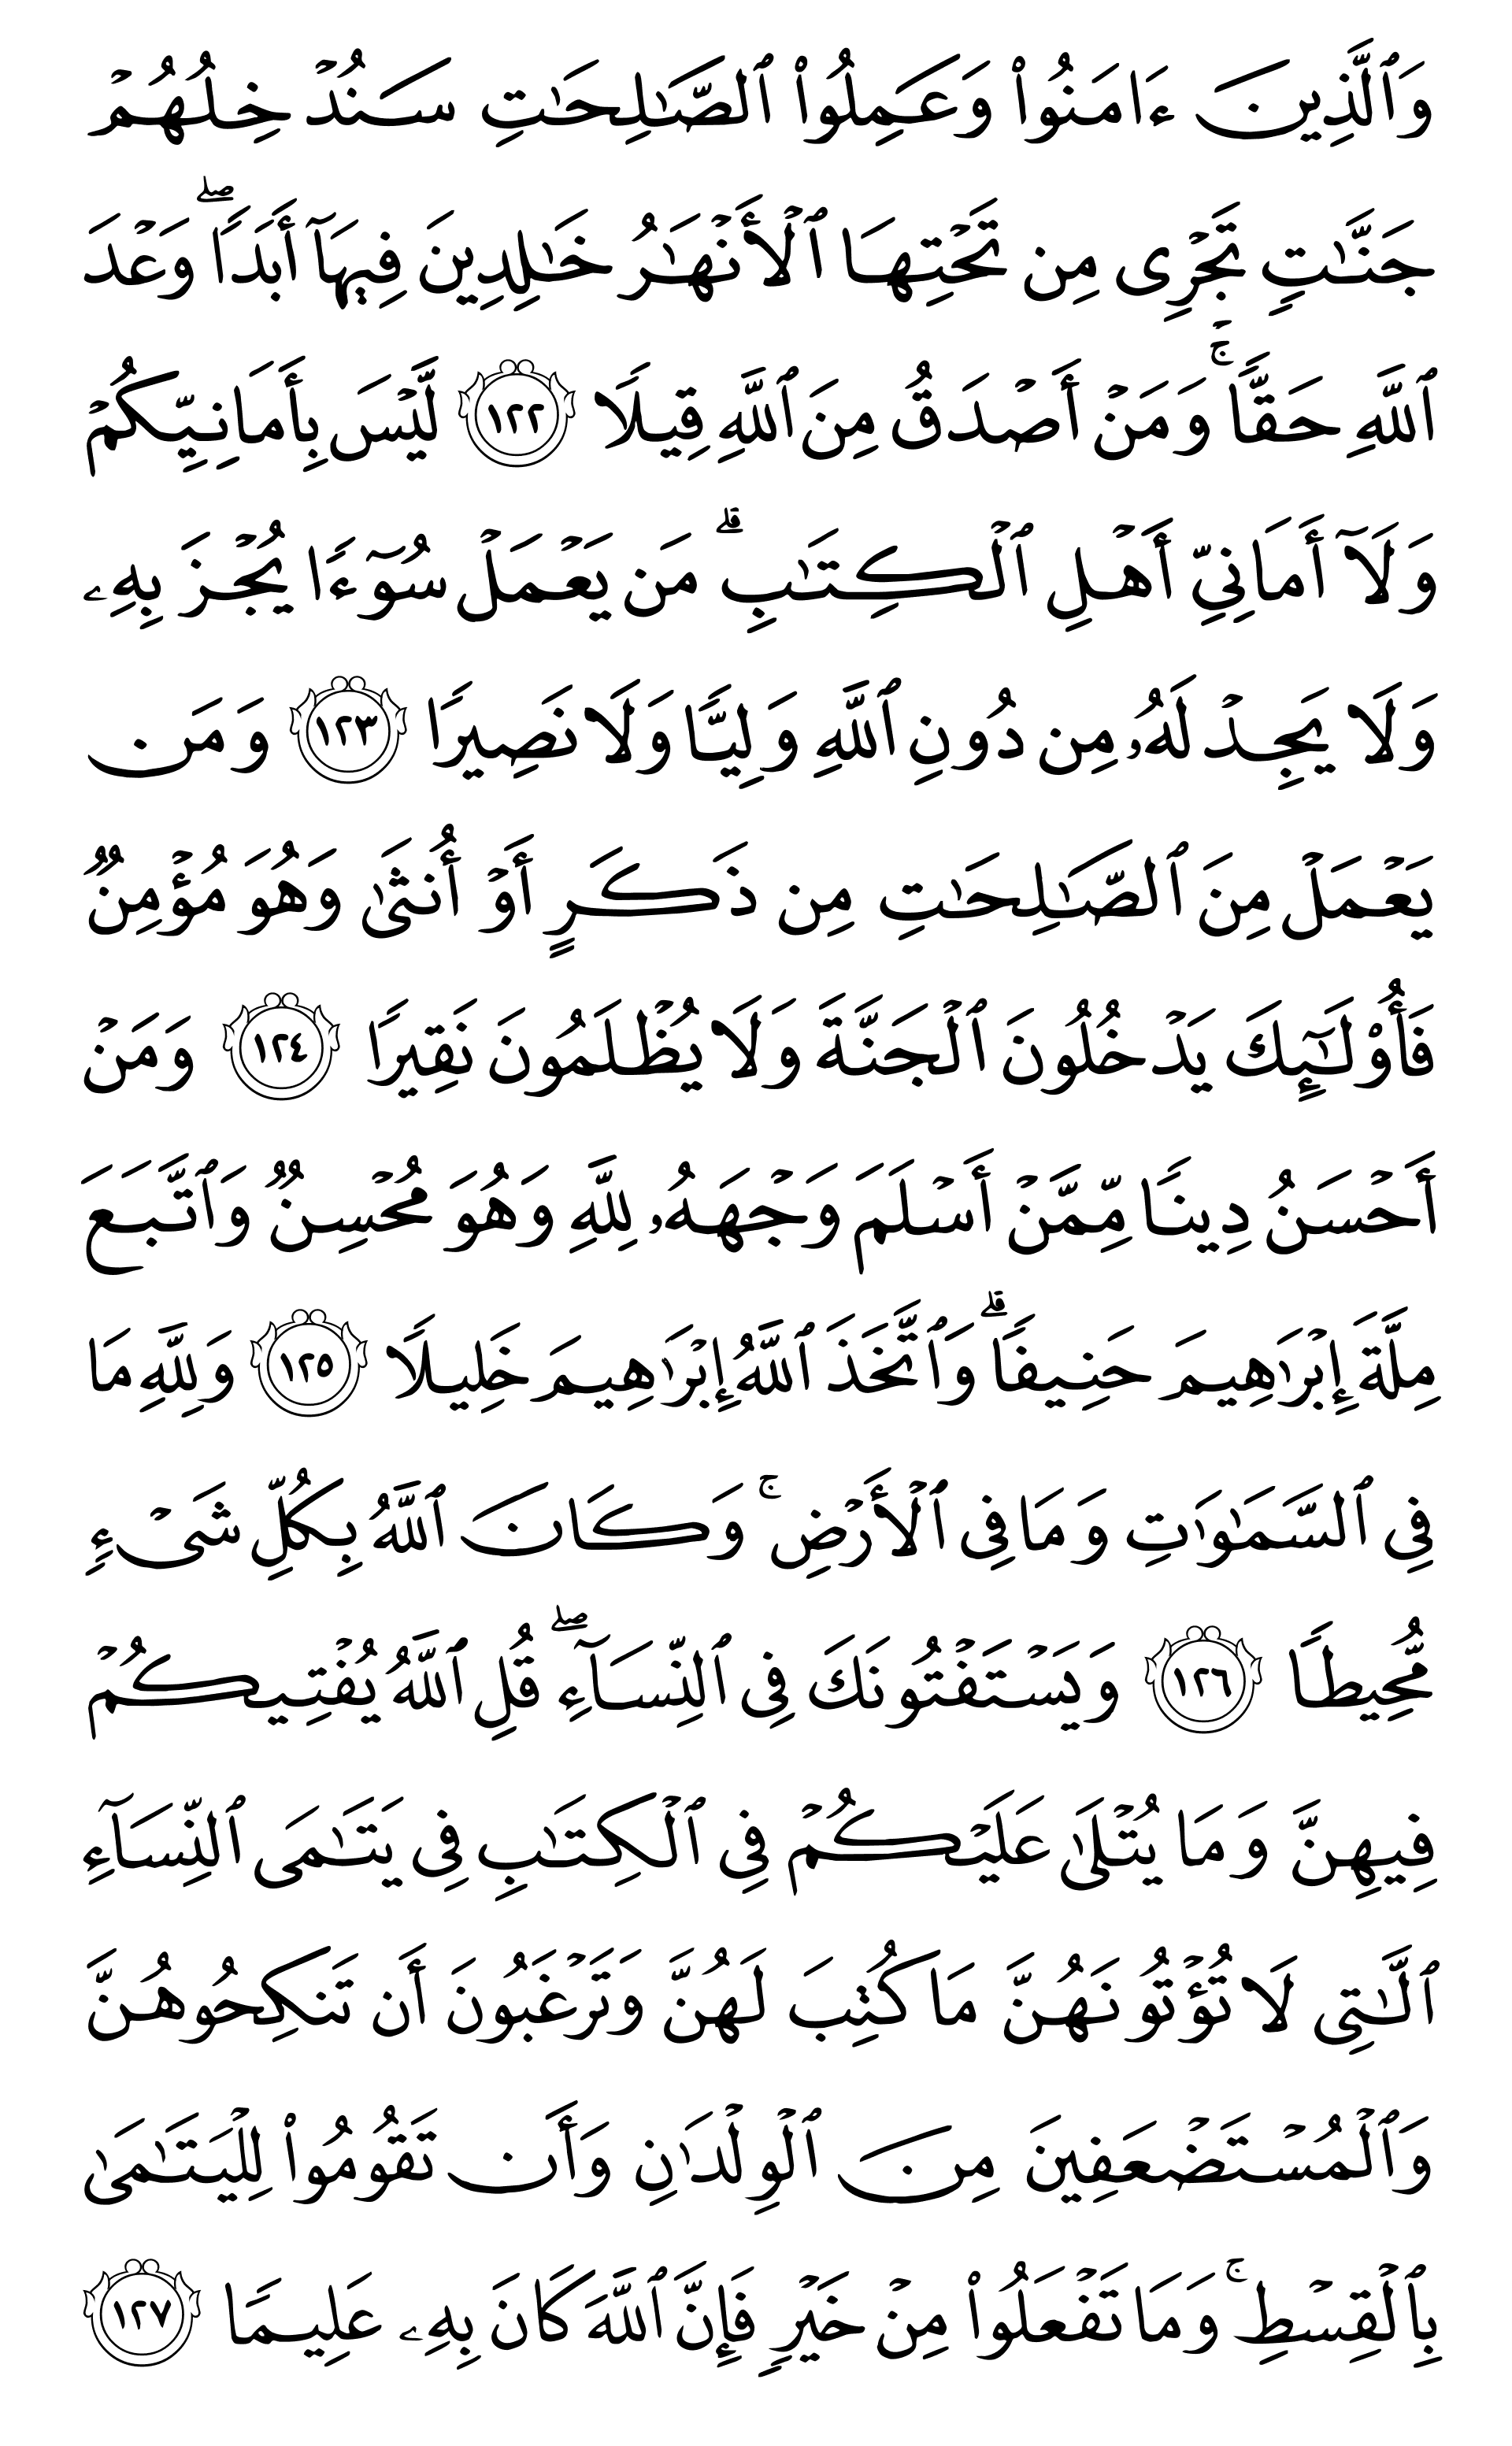 وَٱلَّذِينَ ءَامَنُوا۟ وَعَمِلُوا۟ ٱلصَّـٰلِحَـٰتِ سَنُدْخِلُهُمْ
جَنَّـٰتٍ تَجْرِى مِن تَحْتِهَا ٱلْأَنْهَـٰرُ خَـٰلِدِينَ فِيهَآ أَبَدًا ۖ وَعْدَ
ٱللَّهِ حَقًّا ۚ وَمَنْ أَصْدَقُ مِنَ ٱللَّهِ قِيلًا ١٢٢ لَّيْسَ بِأَمَانِيِّكُمْ
وَلَآ أَمَانِىِّ أَهْلِ ٱلْكِتَـٰبِ ۗ مَن يَعْمَلْ سُوٓءًا يُجْزَ بِهِۦ
وَلَا يَجِدْ لَهُۥ مِن دُونِ ٱللَّهِ وَلِيًّا وَلَا نَصِيرًا ١٢٣ وَمَن
يَعْمَلْ مِنَ ٱلصَّـٰلِحَـٰتِ مِن ذَكَرٍ أَوْ أُنثَىٰ وَهُوَ مُؤْمِنٌ
فَأُو۟لَـٰٓئِكَ يَدْخُلُونَ ٱلْجَنَّةَ وَلَا يُظْلَمُونَ نَقِيرًا ١٢٤ وَمَنْ
أَحْسَنُ دِينًا مِّمَّنْ أَسْلَمَ وَجْهَهُۥ لِلَّهِ وَهُوَ مُحْسِنٌ وَٱتَّبَعَ
مِلَّةَ إِبْرَٰهِيمَ حَنِيفًا ۗ وَٱتَّخَذَ ٱللَّهُ إِبْرَٰهِيمَ خَلِيلًا ١٢٥ وَلِلَّهِ مَا
فِى ٱلسَّمَـٰوَٰتِ وَمَا فِى ٱلْأَرْضِ ۚ وَكَانَ ٱللَّهُ بِكُلِّ شَىْءٍ
مُّحِيطًا ١٢٦ وَيَسْتَفْتُونَكَ فِى ٱلنِّسَآءِ ۖ قُلِ ٱللَّهُ يُفْتِيكُمْ
فِيهِنَّ وَمَا يُتْلَىٰ عَلَيْكُمْ فِى ٱلْكِتَـٰبِ فِى يَتَـٰمَى ٱلنِّسَآءِ
ٱلَّـٰتِى لَا تُؤْتُونَهُنَّ مَا كُتِبَ لَهُنَّ وَتَرْغَبُونَ أَن تَنكِحُوهُنَّ
وَٱلْمُسْتَضْعَفِينَ مِنَ ٱلْوِلْدَٰنِ وَأَن تَقُومُوا۟ لِلْيَتَـٰمَىٰ
بِٱلْقِسْطِ ۚ وَمَا تَفْعَلُوا۟ مِنْ خَيْرٍ فَإِنَّ ٱللَّهَ كَانَ بِهِۦ عَلِيمًا ١٢٧